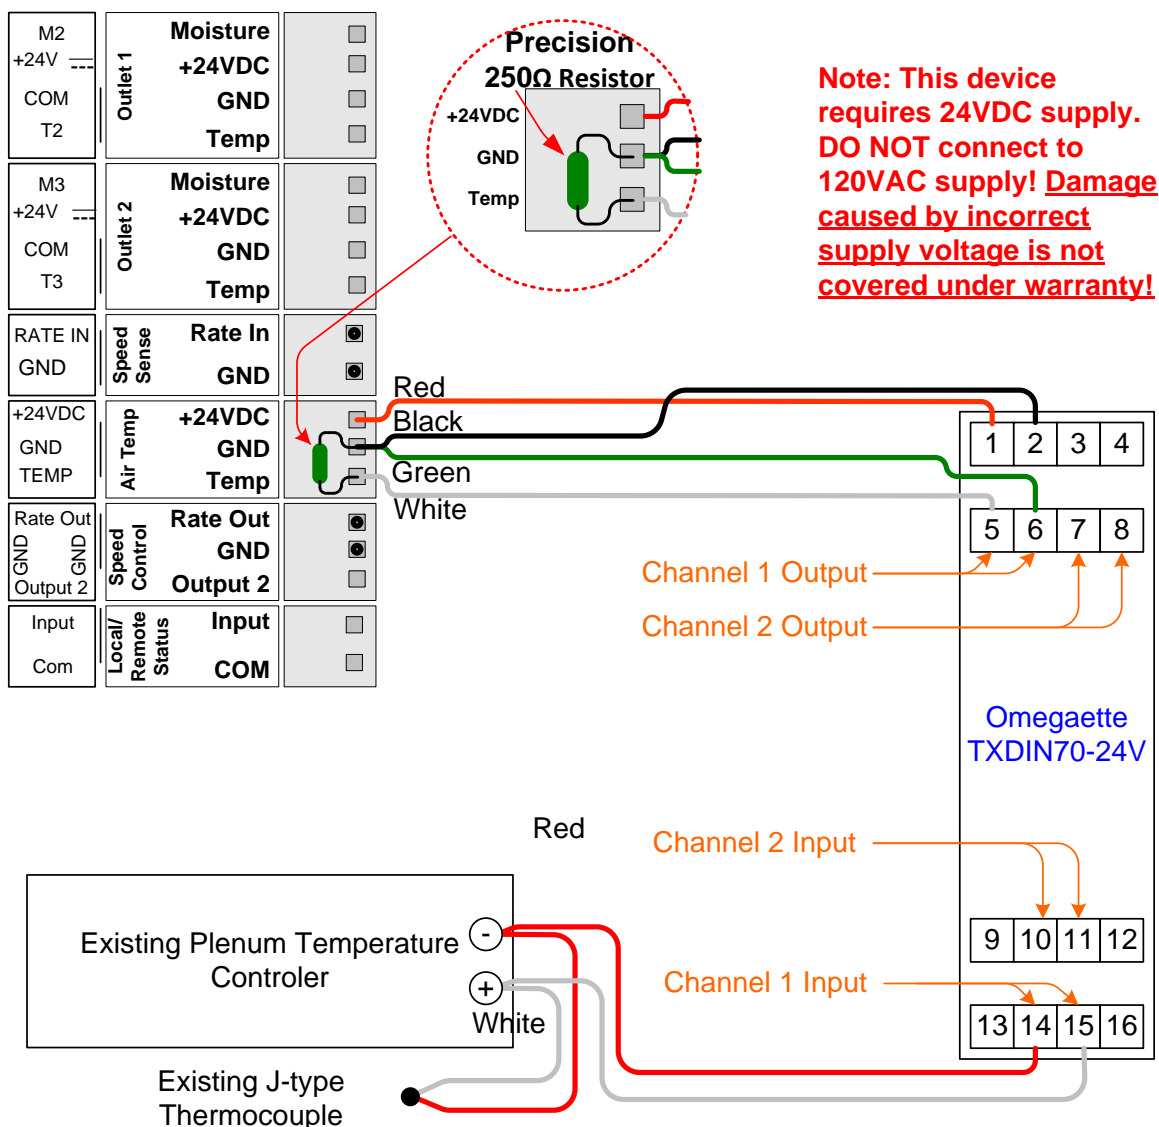 M2
+24V
COM
T2
Outlet 1
Moisture
+24VDC
GND
Temp
M3
+24V
COM
T3
Outlet 2
Moisture
+24VDC
GND
Temp
RATE IN
GND
Speed
Sense
Rate In
GND
+24VDC
GND
TEMP
Air Temp
+24VDC
GND
Temp
Rate Out
GND
GND
Output 2
Speed
Control
Rate Out
GND
Output 2
Input
Com
Local/
Remote
Status
Input
COM
Precision
250Ω Resistor
+24VDC
GND
Temp
Note: This device
requires 24VDC supply.
DO NOT connect to
120VAC supply! Damage
caused by incorrect
supply voltage is not
covered under warranty!
Red
Black
Green
White
1 2 3 4
5 6 7 8
Channel 1 Output
Channel 2 Output
Omegaette
TXDIN70-24V
Red
Channel 2 Input
9 10 11 12
Channel 1 Input
13 14 15 16
Existing Plenum Temperature
Controler
-
+
White
Existing J-type
Thermocouple